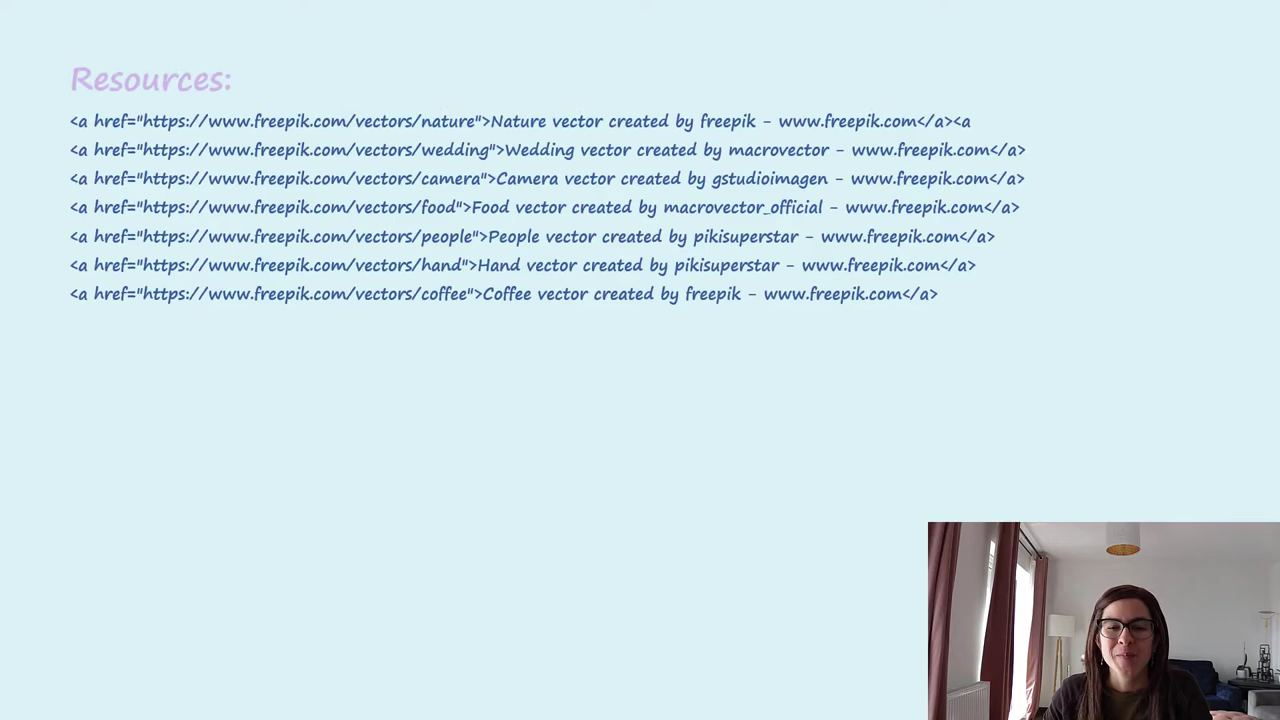 Resources:
<a href="https://www.freepik.com/vectors/nature">Nature vector created by freepik - www.freepik.com</a><a
<a href="https://www.freepik.com/vectors/wedding">Wedding vector created by macrovector - www.freepik.com</a>
<a href="https://www.freepik.com/vectors/camera">Camera vector created by gstudioimagen - www.freepik.com</a>
<a href="https://www.freepik.com/vectors/food">Food vector created by macrovector_official - www.freepik.com</a>
<a href="https://www.freepik.com/vectors/people">People vector created by pikisuperstar - www.freepik.com</a>
<a href="https://www.freepik.com/vectors/hand">Hand vector created by pikisuperstar - www.freepik.com</a>
<a href="https://www.freepik.com/vectors/coffee">Coffee vector created by freepik - www.freepik.com</a>